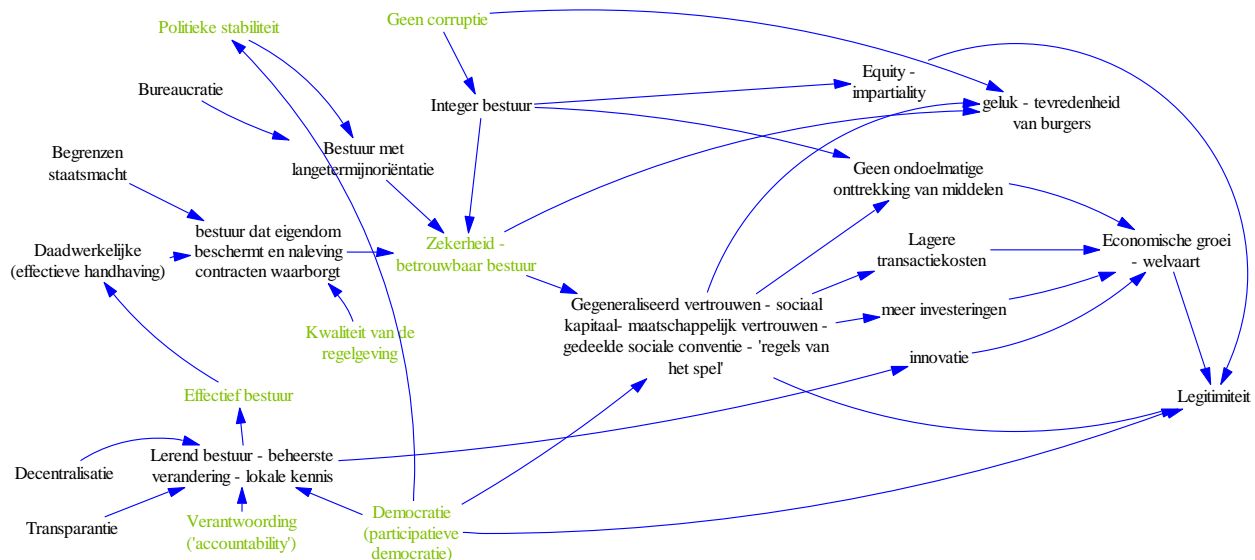 Politieke stabiliteit
Geen corruptie
Bureaucratie
Integer bestuur
Equity -
impartiality
geluk - tevredenheid
van burgers
Begrenzen
staatsmacht
Bestuur met
langetermijnoriëntatie
Geen ondoelmatige
onttrekking van middelen
Daadwerkelijke
(effectieve handhaving)
bestuur dat eigendom
beschermt en naleving
contracten waarborgt
Zekerheid -
betrouwbaar bestuur
Lagere
transactiekosten
Economische groei
- welvaart
Gegeneraliseerd vertrouwen - sociaal
kapitaal- maatschappelijk vertrouwen -
gedeelde sociale conventie - 'regels van
het spel'
meer investeringen
Kwaliteit van de
regelgeving
innovatie
Effectief bestuur
Legitimiteit
Decentralisatie
Lerend bestuur - beheerste
verandering - lokale kennis
Transparantie
Verantwoording
('accountability')
Democratie
(participatieve
democratie)